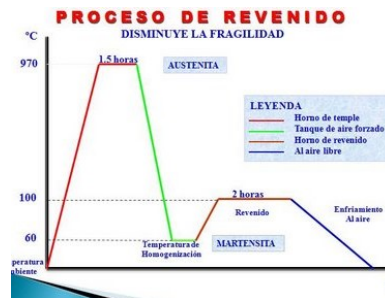 PROCESO DE REVENIDO
DISMINUYE LA FRAGILIDAD
°C
1.5 horas
970
AUSTENITA
LEYENDA
Horno de temple
Tanque de aire forzado
Horno de revenido
Al aire libre
100
2 horas
Revenido
Enfriamiento
Al aire
60
Temperatura de
Homogenización
MARTENSITA
peratura
biente